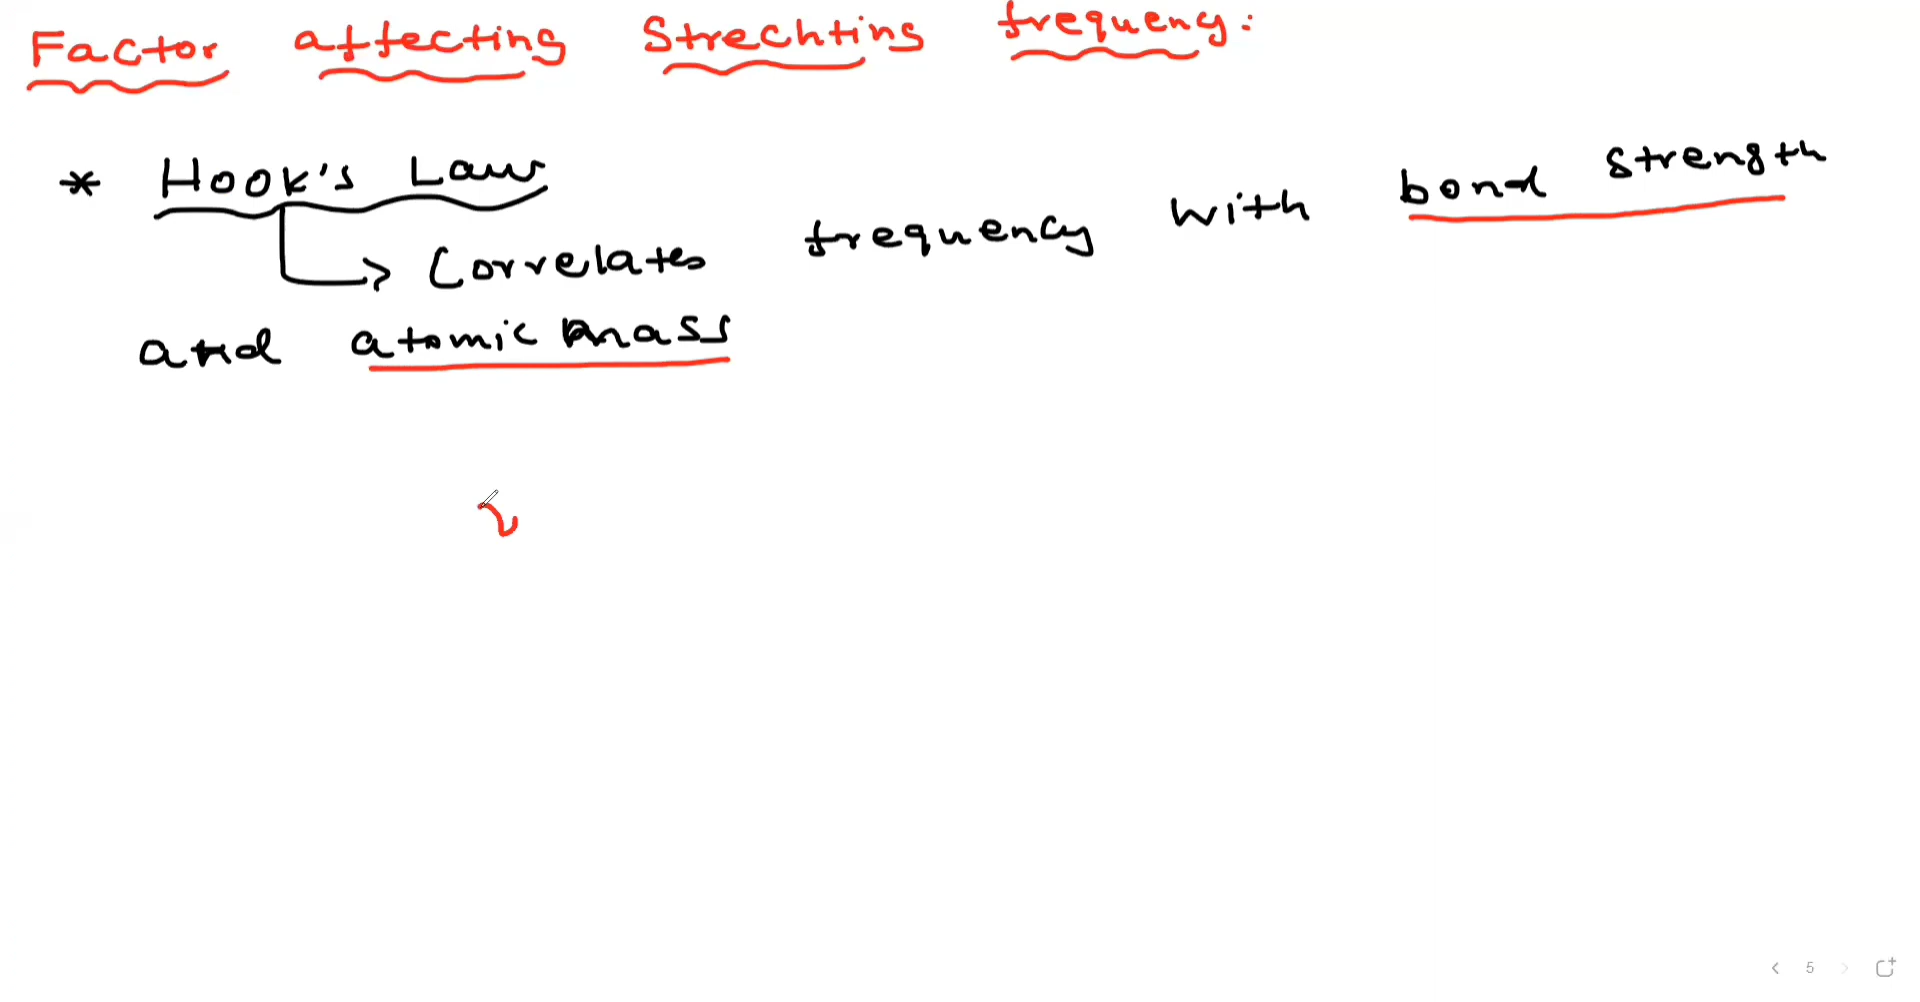 Factor affecting Strechting frequency:
* Hook's Law
Correlates frequency with bond strength
and atomic mass
5